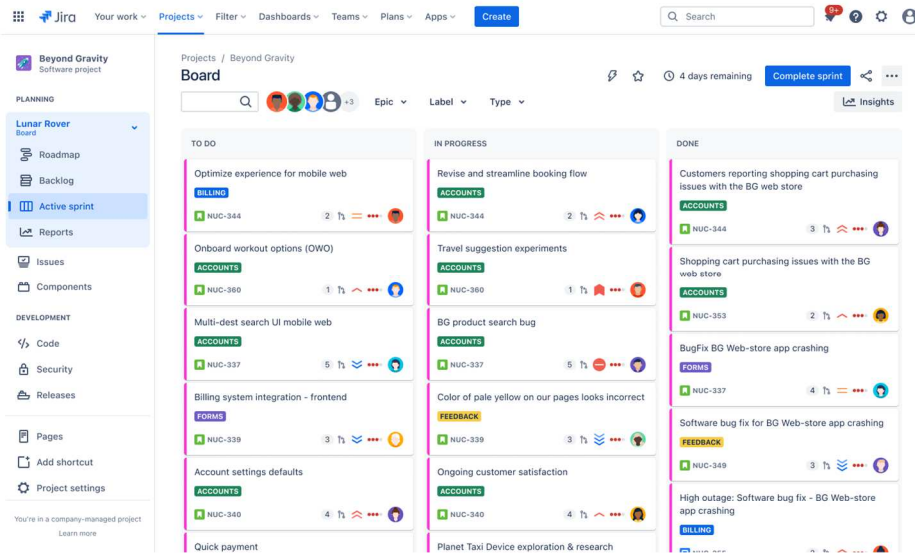 Jira
Your work
Projects
Filter
Dashboards
Teams
Plans
Apps
Create
Search
9+
Beyond Gravity
Software project
PLANNING
Lunar Rover
Board
Roadmap
Backlog
Active sprint
Reports
Issues
Components
DEVELOPMENT
Code
Security
Releases
Pages
Add shortcut
Project settings
You're in a company-managed project
Learn more
Projects / Beyond Gravity
Board
4 days remaining
Complete sprint
+3
Epic
Label
Type
Insights
TO DO
Optimize experience for mobile web
BILLING
NUC-344 2
Onboard workout options (OWO)
ACCOUNTS
NUC-360 1
Multi-dest search UI mobile web
ACCOUNTS
NUC-337 5
Billing system integration - frontend
FORMS
NUC-339 3
Account settings defaults
ACCOUNTS
NUC-340 4
Quick payment
IN PROGRESS
Revise and streamline booking flow
ACCOUNTS
NUC-344 2
Travel suggestion experiments
ACCOUNTS
NUC-360 1
BG product search bug
ACCOUNTS
NUC-337 5
Color of pale yellow on our pages looks incorrect
FEEDBACK
NUC-339 3
Ongoing customer satisfaction
ACCOUNTS
NUC-340 4
Planet Taxi Device exploration & research
DONE
Customers reporting shopping cart purchasing
issues with the BG web store
ACCOUNTS
NUC-344 3
Shopping cart purchasing issues with the BG
web store
ACCOUNTS
NUC-353 2
BugFix BG Web-store app crashing
FORMS
NUC-337 4
Software bug fix for BG Web-store app crashing
FEEDBACK
NUC-349 3
High outage: Software bug fix - BG Web-store
app crashing
BILLING